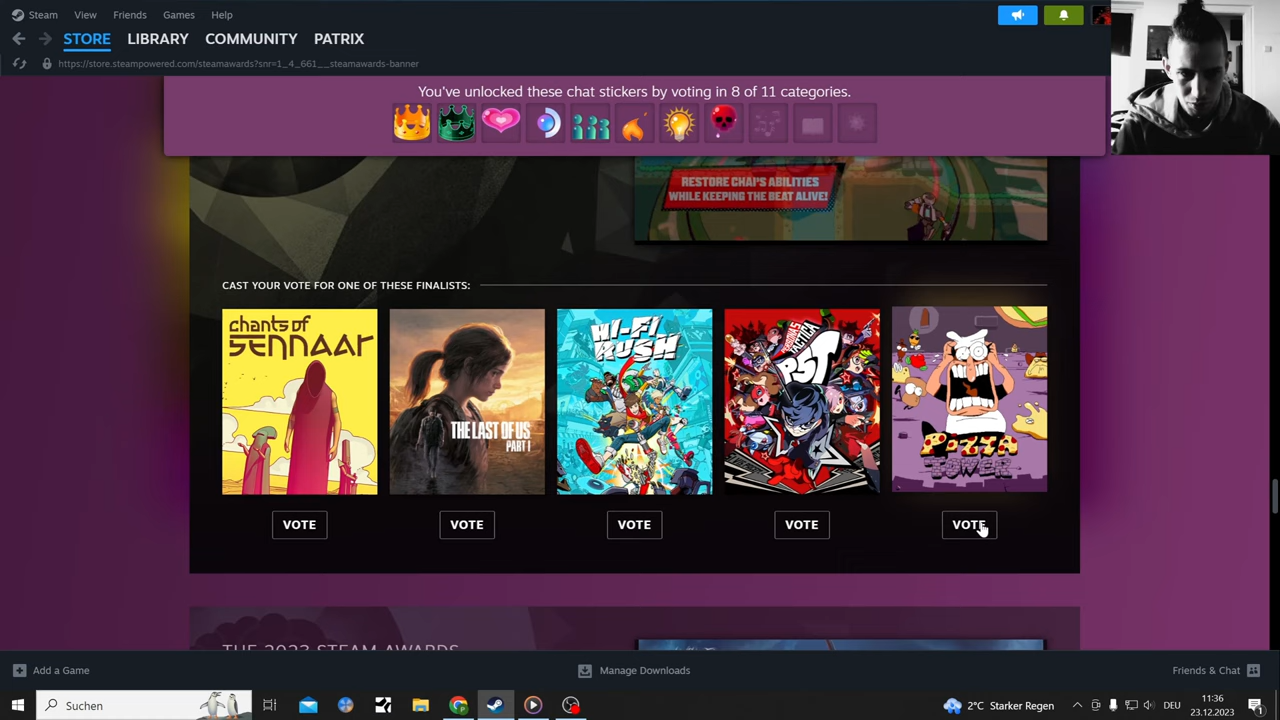 Steam View Friends Games Help
STORE LIBRARY COMMUNITY PATRIX
https://store.steampowered.com/steamawards?snr=1_4_661__steamawards-banner
You've unlocked these chat stickers by voting in 8 of 11 categories.
RESTORE CHAI'S ABILITIES
WHILE KEEPING THE BEAT ALIVE!
CAST YOUR VOTE FOR ONE OF THESE FINALISTS:
chants of
SENNAAR
THE LAST OF US
PART I
HI-FI
RUSH
PERSONA 5
TACTICA
P5T
PIZZA
TOWER
VOTE VOTE VOTE VOTE VOTE
THE 2023 STEAM AWARDS
Add a Game Manage Downloads Friends & Chat
Suchen 2°C Starker Regen DEU 11:36
23.12.2023
1